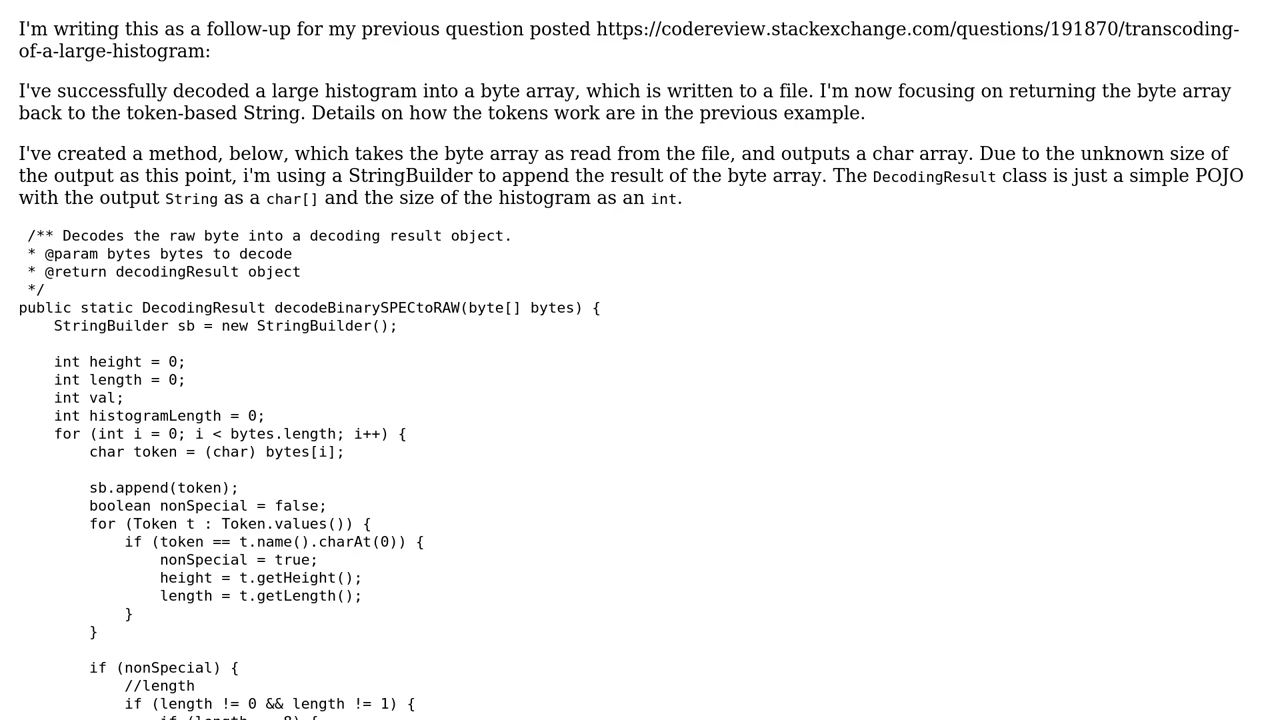 I'm writing this as a follow-up for my previous question posted https://codereview.stackexchange.com/questions/191870/transcoding-
of-a-large-histogram:
I've successfully decoded a large histogram into a byte array, which is written to a file. I'm now focusing on returning the byte array
back to the token-based String. Details on how the tokens work are in the previous example.
I've created a method, below, which takes the byte array as read from the file, and outputs a char array. Due to the unknown size of
the output as this point, i'm using a StringBuilder to append the result of the byte array. The DecodingResult class is just a simple POJO
with the output String as a char[] and the size of the histogram as an int.
/** Decodes the raw byte into a decoding result object.
* @param bytes bytes to decode
* @return decodingResult object
*/
public static DecodingResult decodeBinarySPECtoRAW(byte[] bytes) {
StringBuilder sb = new StringBuilder();
int height = 0;
int length = 0;
int val;
int histogramLength = 0;
for (int i = 0; i < bytes.length; i++) {
char token = (char) bytes[i];
sb.append(token);
boolean nonSpecial = false;
for (Token t : Token.values()) {
if (token == t.name().charAt(0)) {
nonSpecial = true;
height = t.getHeight();
length = t.getLength();
}
}
if (nonSpecial) {
//length
if (length != 0 && length != 1) {